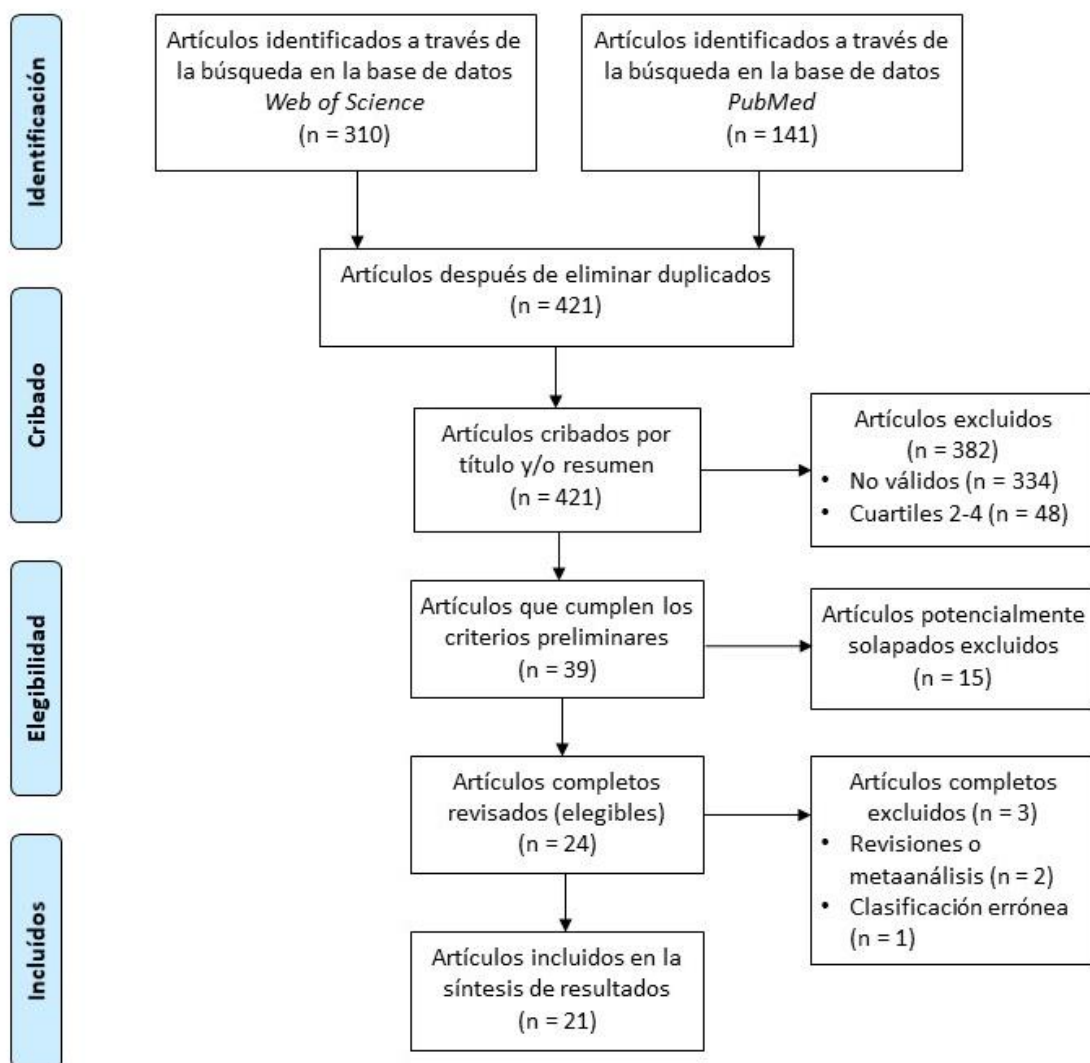 Identificación
Artículos identificados a través de
la búsqueda en la base de datos
Web of Science
(n = 310)
Artículos identificados a través de
la búsqueda en la base de datos
PubMed
(n = 141)
Artículos después de eliminar duplicados
(n = 421)
Cribado
Artículos cribados por
título y/o resumen
(n = 421)
Artículos excluidos
(n = 382)
• No válidos (n = 334)
• Cuartiles 2-4 (n = 48)
Elegibilidad
Artículos que cumplen los
criterios preliminares
(n = 39)
Artículos potencialmente
solapados excluidos
(n = 15)
Artículos completos
revisados (elegibles)
(n = 24)
Artículos completos
excluidos (n = 3)
• Revisiones o
metaanálisis (n = 2)
• Clasificación errónea
(n = 1)
Incluídos
Artículos incluidos en la
síntesis de resultados
(n = 21)